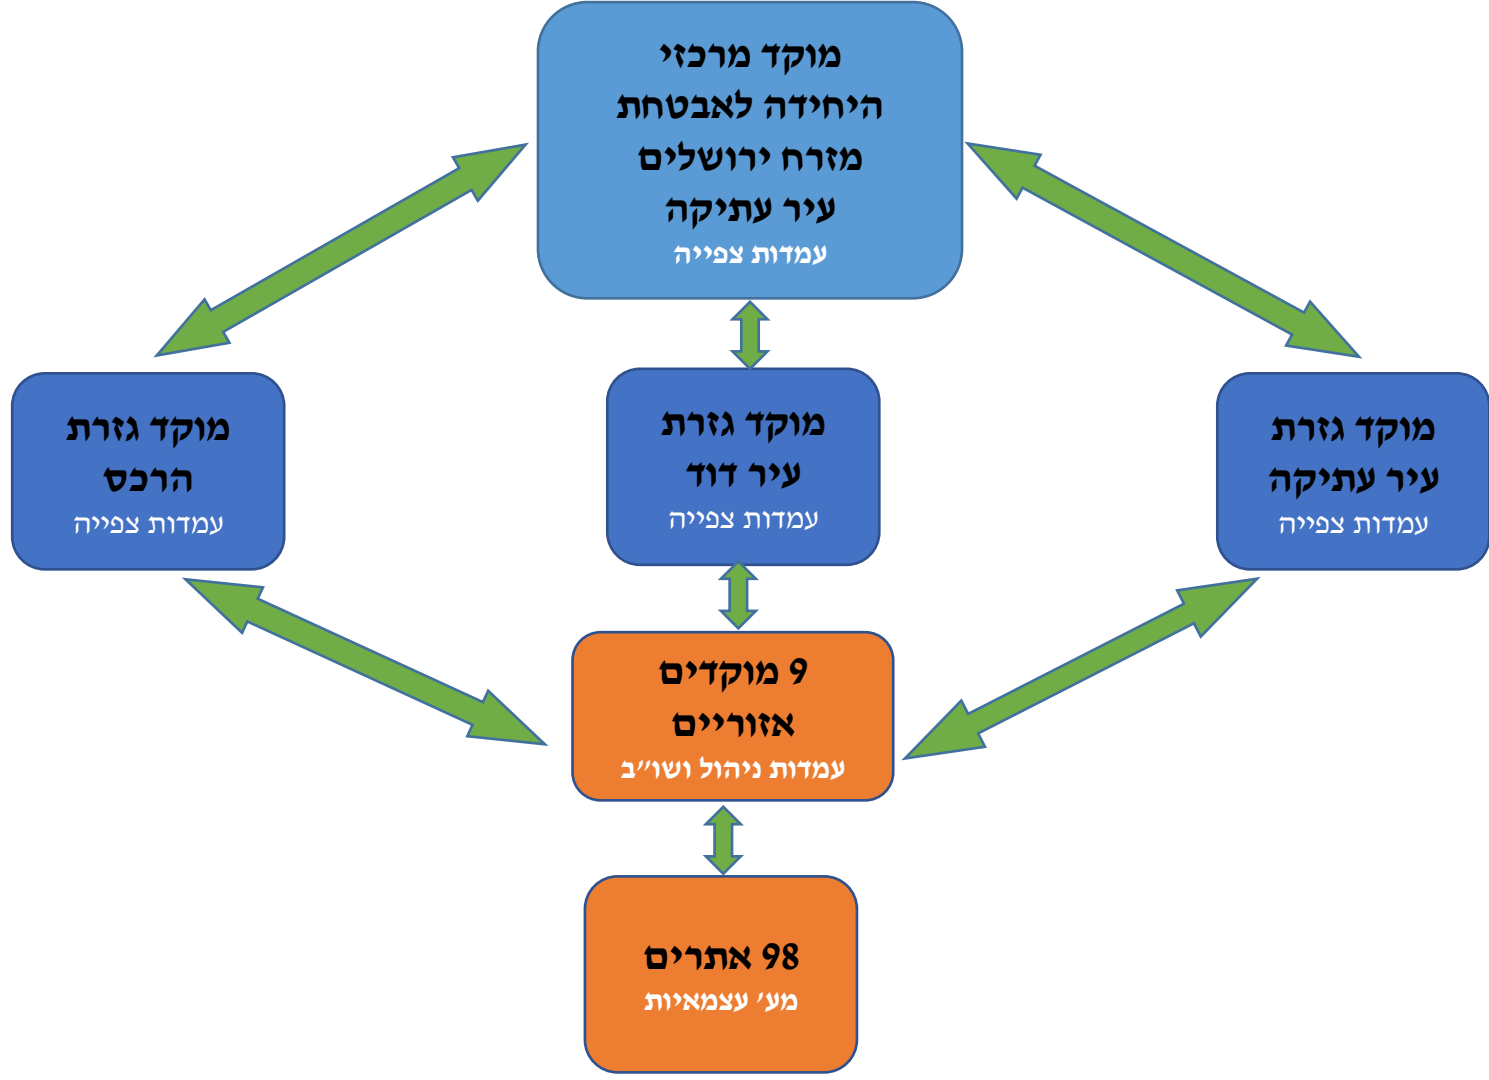 מוקד מרכזי
היחידה לאבטחת
מזרח ירושלים
עיר עתיקה
עמדות צפייה
מוקד גזרת
עיר עתיקה
עמדות צפייה
מוקד גזרת
עיר דוד
עמדות צפייה
מוקד גזרת
הרכס
עמדות צפייה
9 מוקדים
אזוריים
עמדות ניהול ושו״ב
98 אתרים
מע׳ עצמאיות